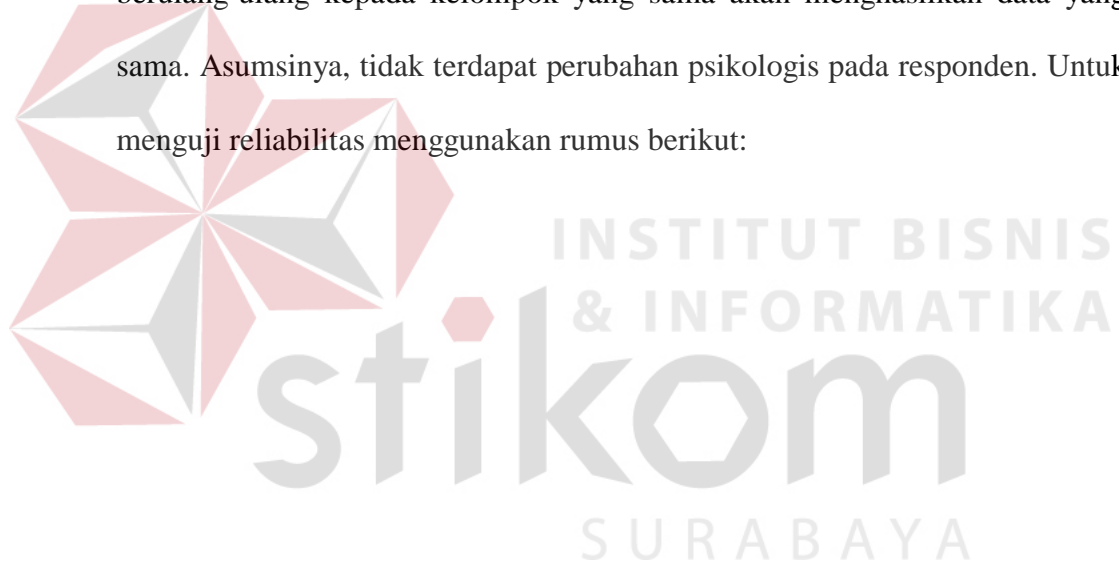 berulang-ulang kepada kelompok yang sama akan menghasilkan data yang
sama. Asumsinya, tidak terdapat perubahan psikologis pada responden. Untuk
menguji reliabilitas menggunakan rumus berikut:
INSTITUT BISNIS
& INFORMATIKA
stikom
SURABAYA